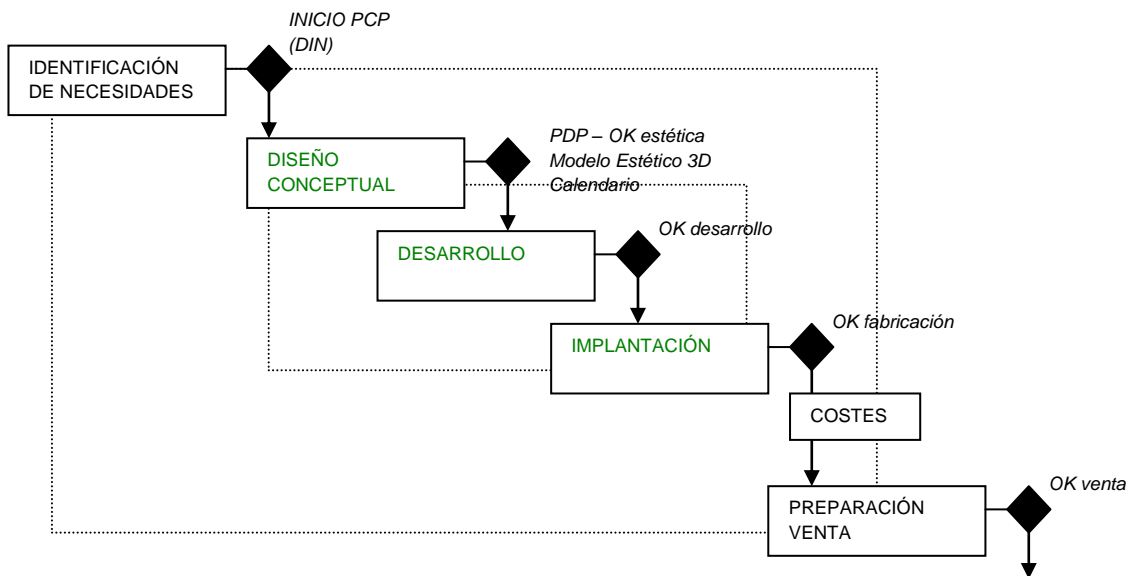 INICIO PCP
(DIN)
IDENTIFICACIÓN
DE NECESIDADES
PDP – OK estética
Modelo Estético 3D
Calendario
DISEÑO
CONCEPTUAL
OK desarrollo
DESARROLLO
OK fabricación
IMPLANTACIÓN
COSTES
OK venta
PREPARACIÓN
VENTA